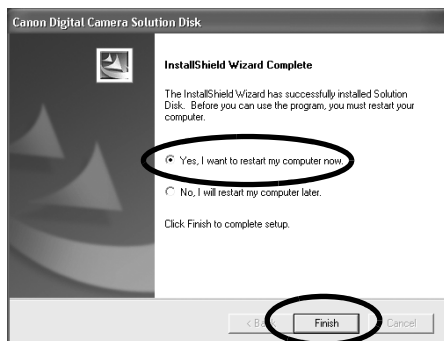 Canon Digital Camera Solution Disk
InstallShield Wizard Complete
The InstallShield Wizard has successfully installed Solution
Disk. Before you can use the program, you must restart your
computer.
Yes, I want to restart my computer now.
No, I will restart my computer later.
Click Finish to complete setup.
< Back Finish Cancel